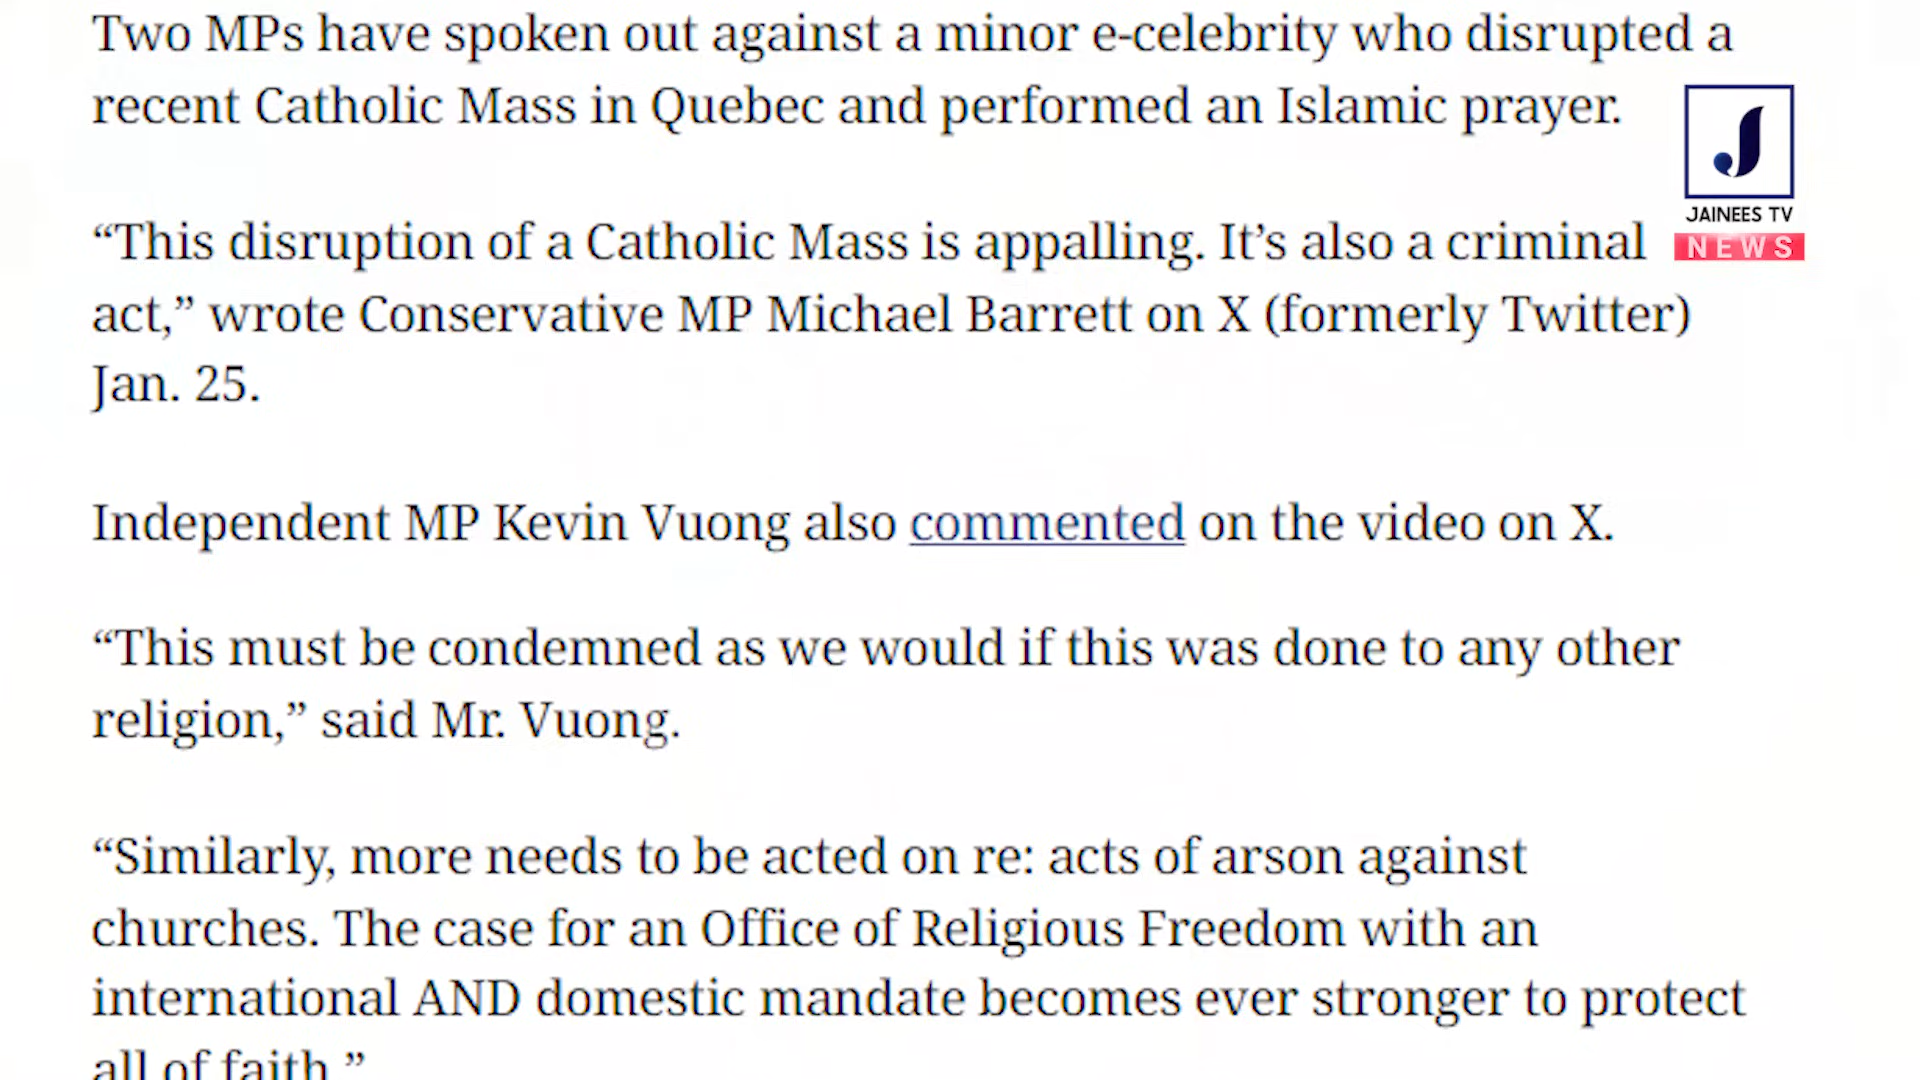 Two MPs have spoken out against a minor e-celebrity who disrupted a
recent Catholic Mass in Quebec and performed an Islamic prayer.
“This disruption of a Catholic Mass is appalling. It’s also a criminal
act,” wrote Conservative MP Michael Barrett on X (formerly Twitter)
Jan. 25.
Independent MP Kevin Vuong also commented on the video on X.
“This must be condemned as we would if this was done to any other
religion,” said Mr. Vuong.
“Similarly, more needs to be acted on re: acts of arson against
churches. The case for an Office of Religious Freedom with an
international AND domestic mandate becomes ever stronger to protect
all of faith.”
J
JAINEES TV
NEWS